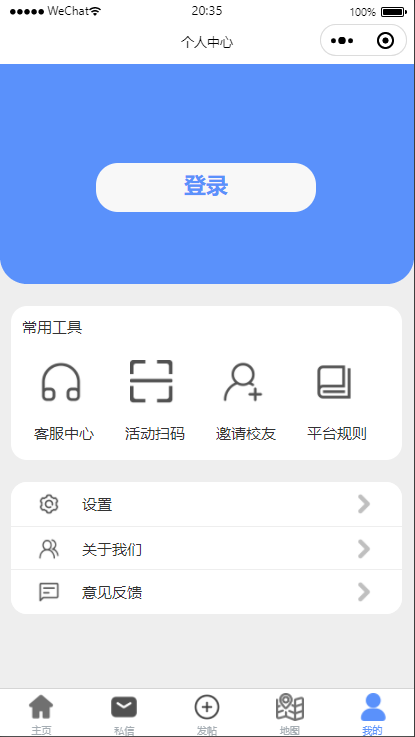 WeChat 20:35 100%
个人中心
登录
常用工具
客服中心 活动扫码 邀请校友 平台规则
设置
关于我们
意见反馈
主页 私信 发帖 地图 我的